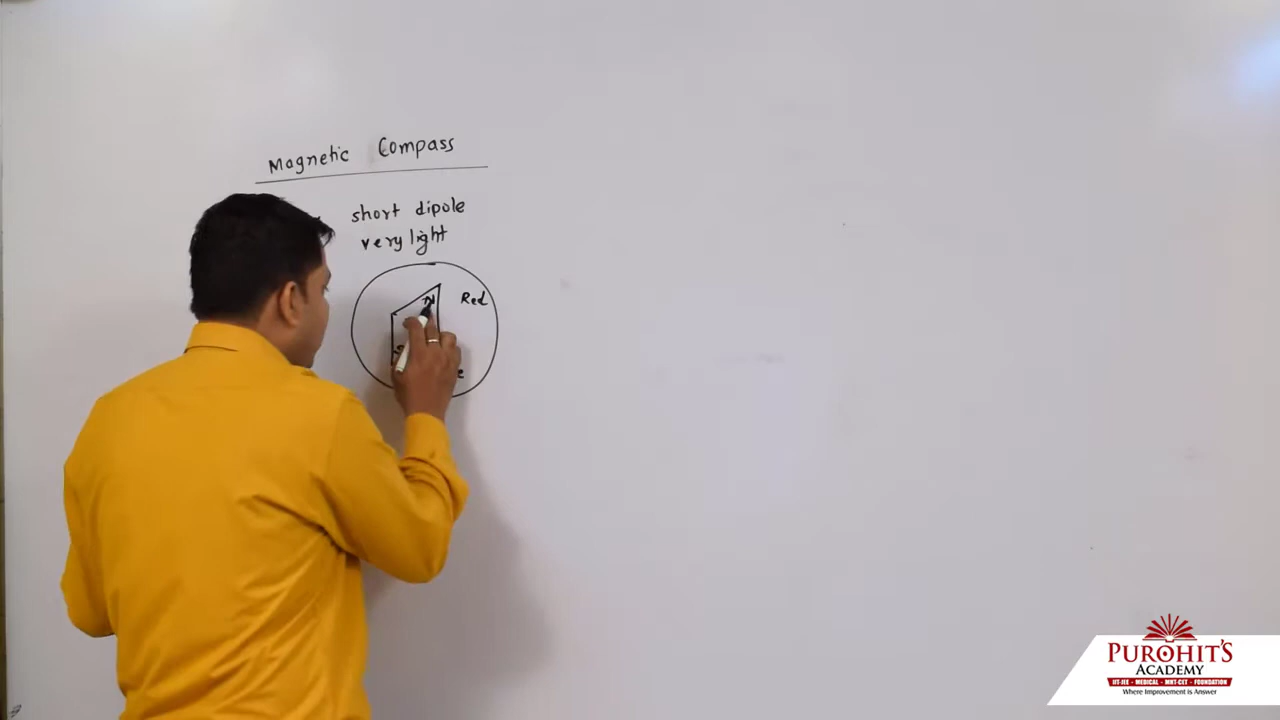 Magnetic Compass
short dipole
very light
N Red
S
e
PUROHIT'S
ACADEMY
IIT-JEE - MEDICAL - MHT-CET - FOUNDATION
Where Improvement is Answer